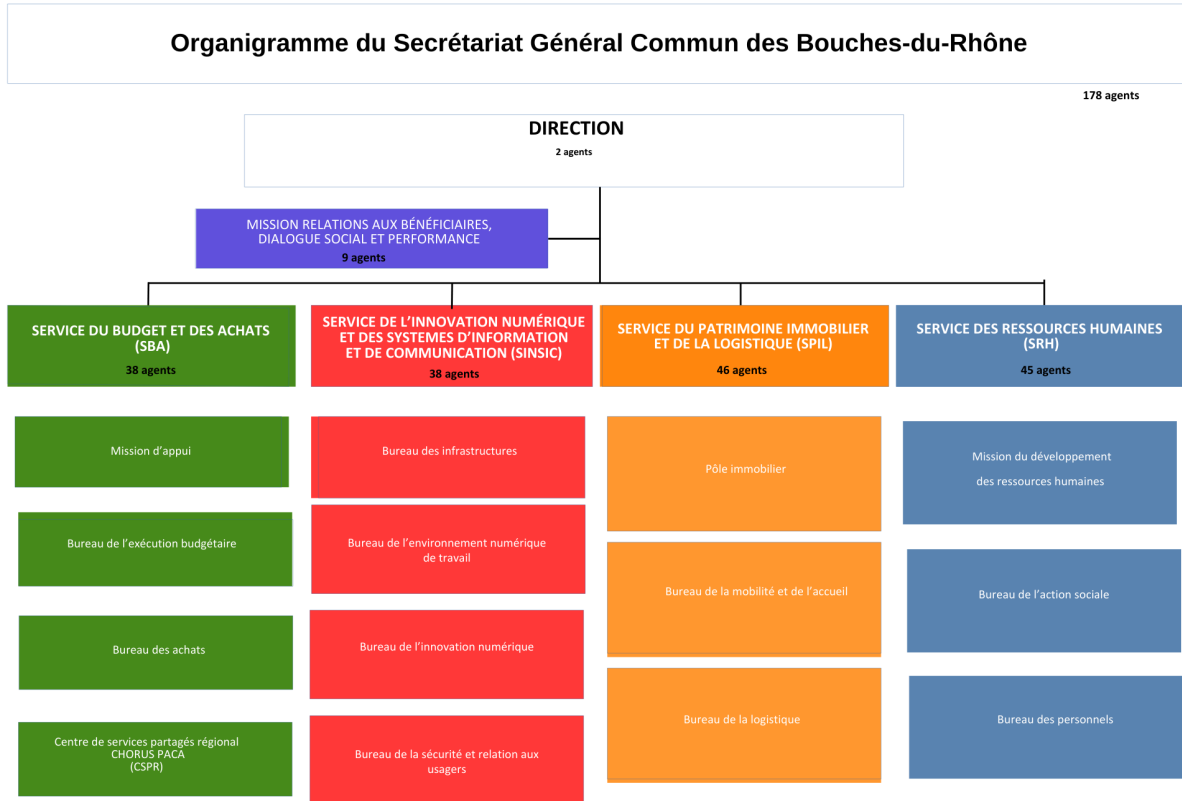 Organigramme du Secrétariat Général Commun des Bouches-du-Rhône
178 agents
DIRECTION
2 agents
MISSION RELATIONS AUX BÉNÉFICIAIRES,
DIALOGUE SOCIAL ET PERFORMANCE
9 agents
SERVICE DU BUDGET ET DES ACHATS
(SBA)
38 agents
SERVICE DE L’INNOVATION NUMÉRIQUE
ET DES SYSTEMES D’INFORMATION
ET DE COMMUNICATION (SINSIC)
38 agents
SERVICE DU PATRIMOINE IMMOBILIER
ET DE LA LOGISTIQUE (SPIL)
46 agents
SERVICE DES RESSOURCES HUMAINES
(SRH)
45 agents
Mission d’appui
Bureau de l’exécution budgétaire
Bureau des achats
Centre de services partagés régional
CHORUS PACA
(CSPR)
Bureau des infrastructures
Bureau de l’environnement numérique
de travail
Bureau de l’innovation numérique
Bureau de la sécurité et relation aux
usagers
Pôle immobilier
Bureau de la mobilité et de l’accueil
Bureau de la logistique
Mission du développement
des ressources humaines
Bureau de l’action sociale
Bureau des personnels